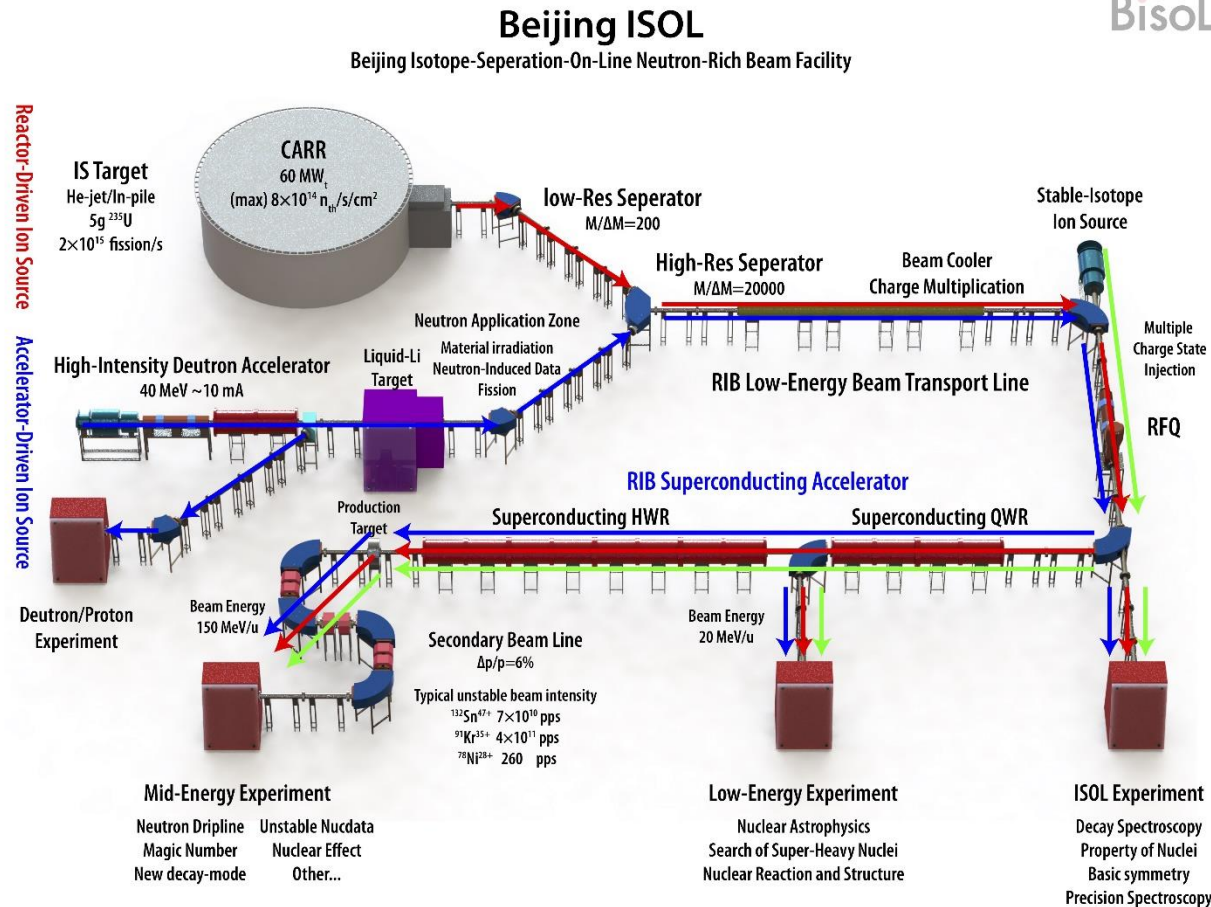 BisoL
Beijing ISOL
Beijing Isotope-Seperation-On-Line Neutron-Rich Beam Facility
Reactor-Driven Ion Source
IS Target
He-jet/In-pile
5g ²³⁵U
2×10¹⁵ fission/s
CARR
60 MWₜ
(max) 8×10¹⁴ nₜₕ/s/cm²
low-Res Seperator
M/ΔM=200
High-Res Seperator
M/ΔM=20000
Beam Cooler
Charge Multiplication
Stable-Isotope
Ion Source
Multiple
Charge State
Injection
RFQ
RIB Low-Energy Beam Transport Line
Accelerator-Driven Ion Source
High-Intensity Deutron Accelerator
40 MeV ~10 mA
Liquid-Li
Target
Neutron Application Zone
Material irradiation
Neutron-Induced Data
Fission
Deutron/Proton
Experiment
RIB Superconducting Accelerator
Superconducting HWR
Superconducting QWR
Production
Target
Beam Energy
150 MeV/u
Secondary Beam Line
Δp/p=6%
Typical unstable beam intensity
¹³²Sn⁴⁷⁺ 7×10¹⁰ pps
⁹¹Kr³⁵⁺ 4×10¹¹ pps
⁷⁸Ni²⁸⁺ 260 pps
Beam Energy
20 MeV/u
Mid-Energy Experiment
Neutron Dripline Unstable Nucdata
Magic Number Nuclear Effect
New decay-mode Other...
Low-Energy Experiment
Nuclear Astrophysics
Search of Super-Heavy Nuclei
Nuclear Reaction and Structure
ISOL Experiment
Decay Spectroscopy
Property of Nuclei
Basic symmetry
Precision Spectroscopy